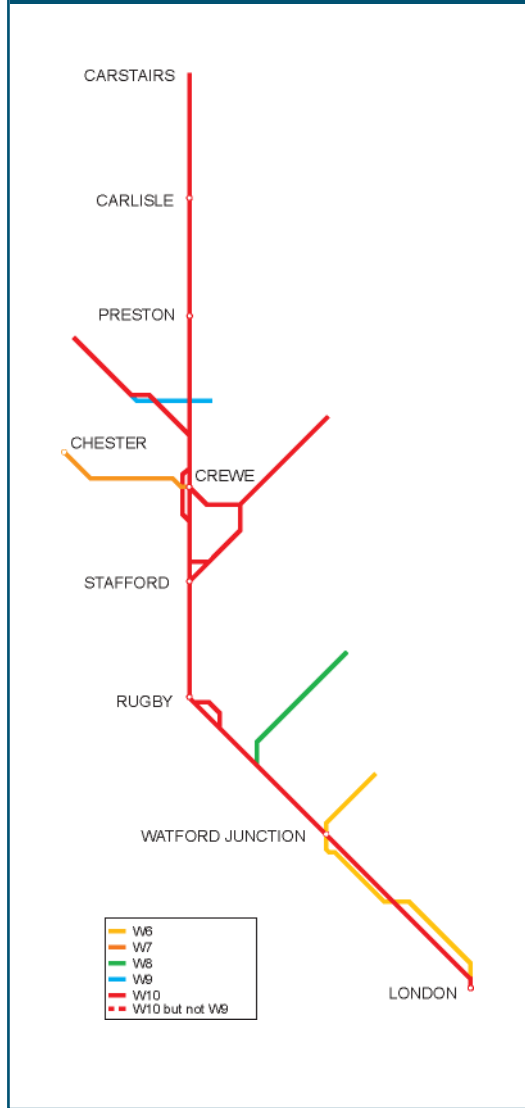 CARSTAIRS
CARLISLE
PRESTON
CHESTER
CREWE
STAFFORD
RUGBY
WATFORD JUNCTION
W6
W7
W8
W9
W10
W10 but not W9
LONDON